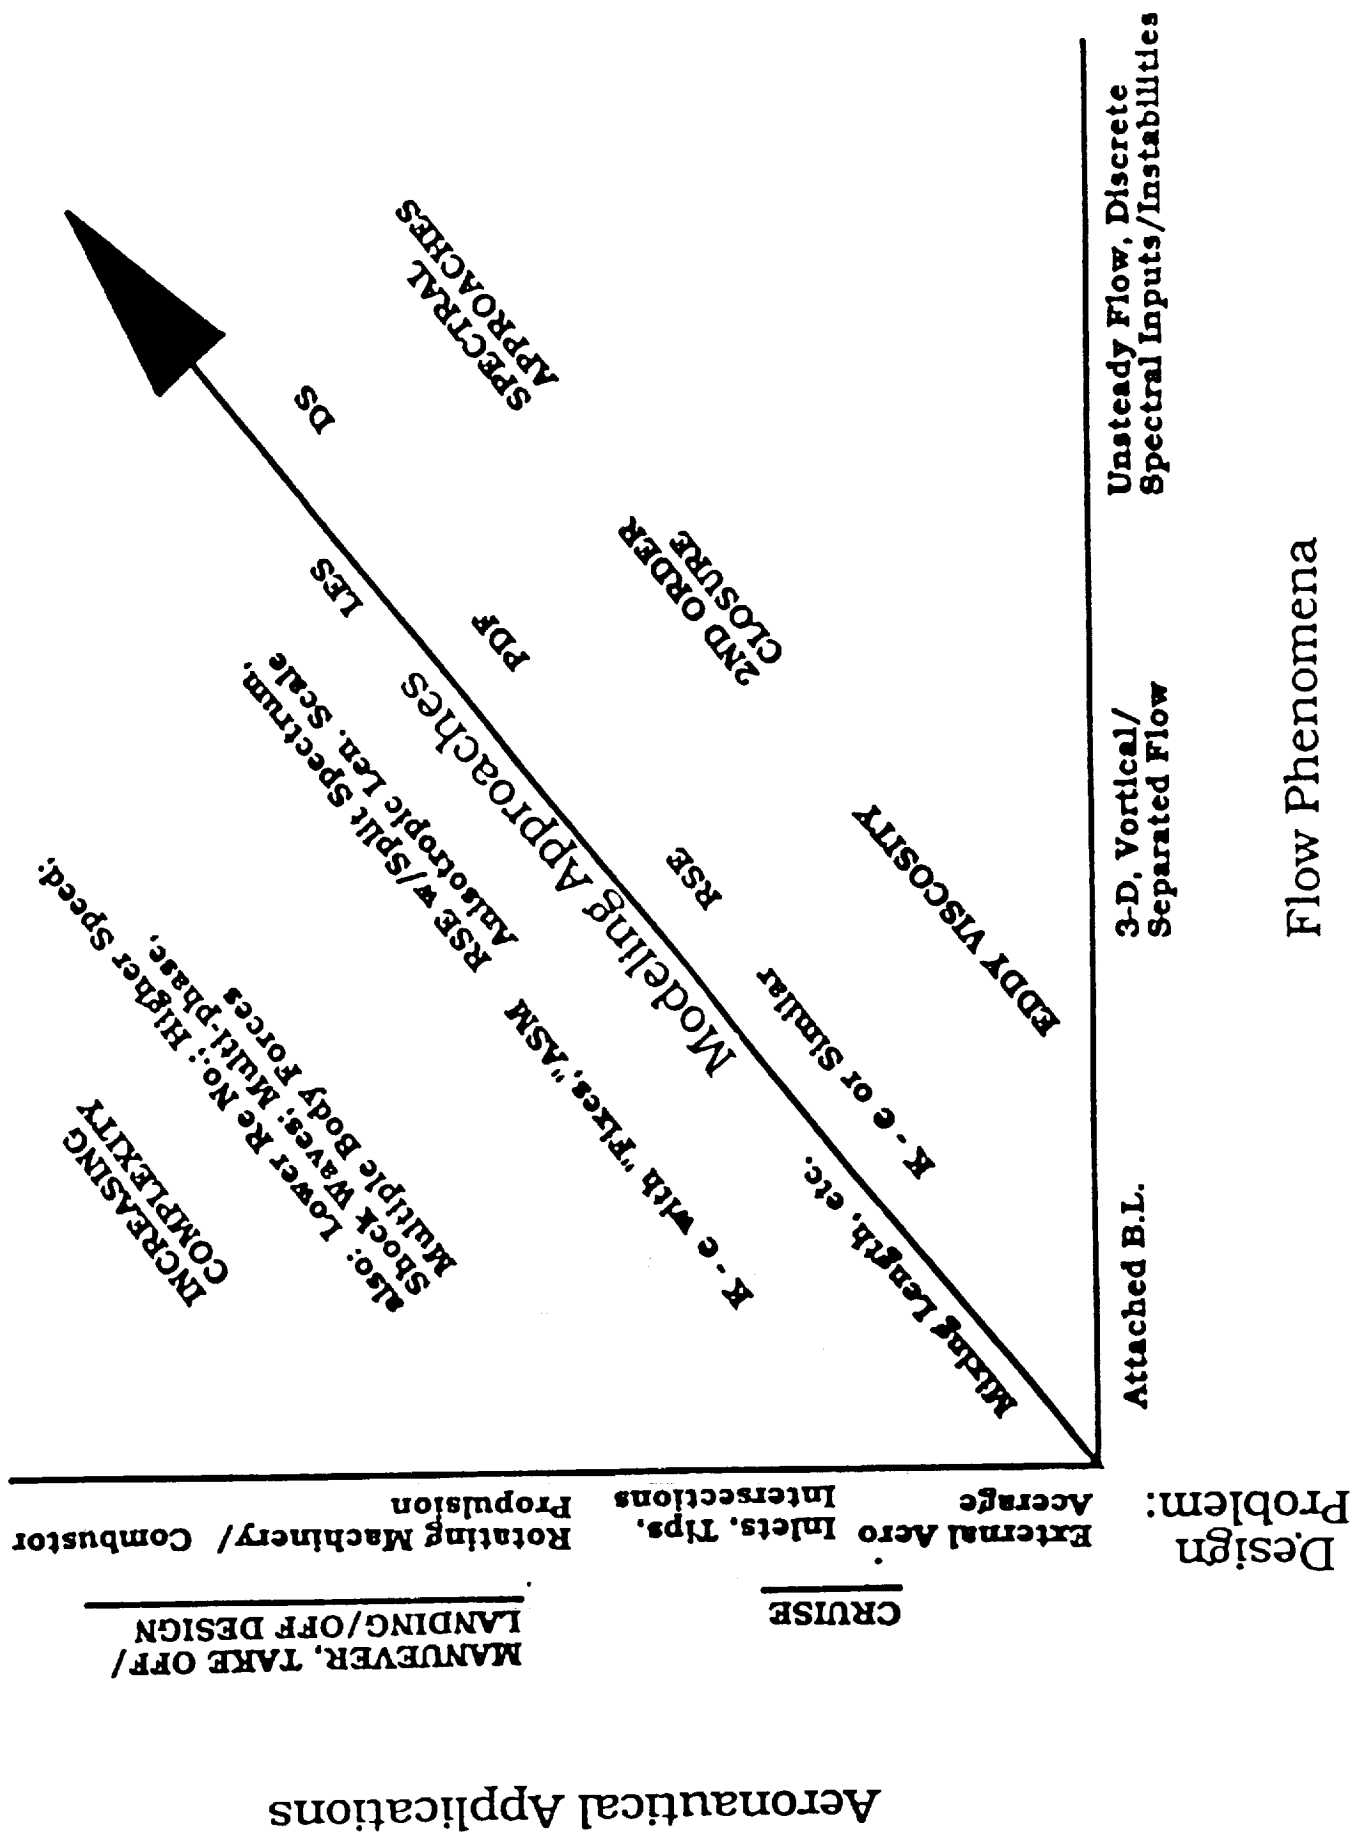 Aeronautical Applications
MANUEVER, TAKE OFF/
LANDING/OFF DESIGN
CRUISE
Design
Problem:
External Aero
Acerage
Inlets, Tips,
Intersections
Rotating Machinery/
Propulsion
Combustor
INCREASING
COMPLEXITY
also: Lower Re No.; Higher Speed;
Shock Waves; Multi-phase,
Multiple Body Forces
K - e with "Fixes," ASM
RSE w/Split Spectrum,
Anisotropic Len. Scale
LES
DS
Mixing Length, etc.
Modeling Approaches
K - e or Similar
RSE
PDF
EDDY VISCOSITY
2ND ORDER
CLOSURE
SPECTRAL
APPROACHES
Attached B.L.
3-D, Vortical/
Separated Flow
Unsteady Flow, Discrete
Spectral Inputs/Instabilities
Flow Phenomena